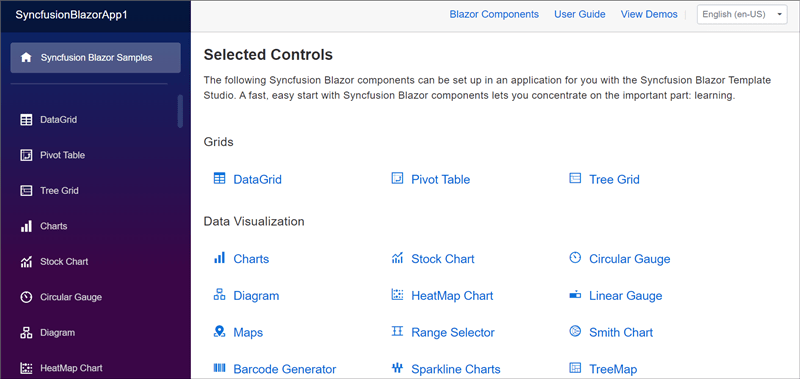 SyncfusionBlazorApp1
Syncfusion Blazor Samples
DataGrid
Pivot Table
Tree Grid
Charts
Stock Chart
Circular Gauge
Diagram
HeatMap Chart
Blazor Components User Guide View Demos English (en-US)
Selected Controls
The following Syncfusion Blazor components can be set up in an application for you with the Syncfusion Blazor Template
Studio. A fast, easy start with Syncfusion Blazor components lets you concentrate on the important part: learning.
Grids
DataGrid Pivot Table Tree Grid
Data Visualization
Charts Stock Chart Circular Gauge
Diagram HeatMap Chart Linear Gauge
Maps Range Selector Smith Chart
Barcode Generator Sparkline Charts TreeMap